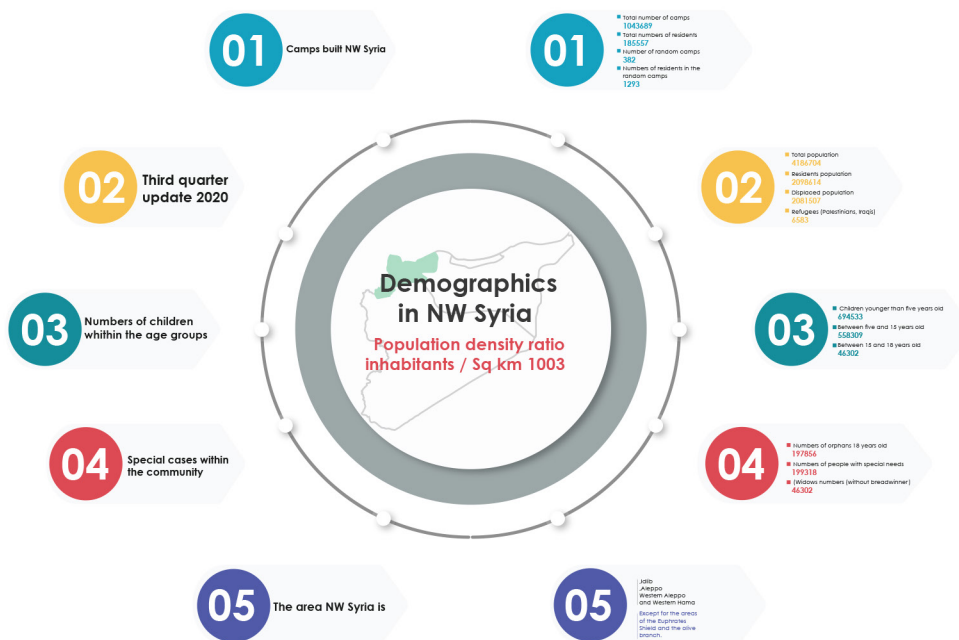 01
Camps built NW Syria
01
Total number of camps
1043689
Total numbers of residents
185557
Number of random camps
382
Numbers of residents in the
random camps
1293
02
Third quarter
update 2020
02
Total population
4186704
Residents population
2098614
Displaced population
2081507
Refugees (Palestinians, Iraqis)
6583
Demographics
in NW Syria
Population density ratio
inhabitants / Sq km 1003
03
Numbers of children
whithin the age groups
03
Children younger than five years old
694533
Between five and 15 years old
558309
Between 15 and 18 years old
46302
04
Special cases within
the community
04
Numbers of orphans 18 years old
197856
Numbers of people with special needs
199318
(Widows numbers (without breadwinner)
46302
05
The area NW Syria is
05
,Idlib
,Aleppo
Western Aleppo
and Western Hama
Except for the areas
of the Euphrates
Shield and the olive
branch.